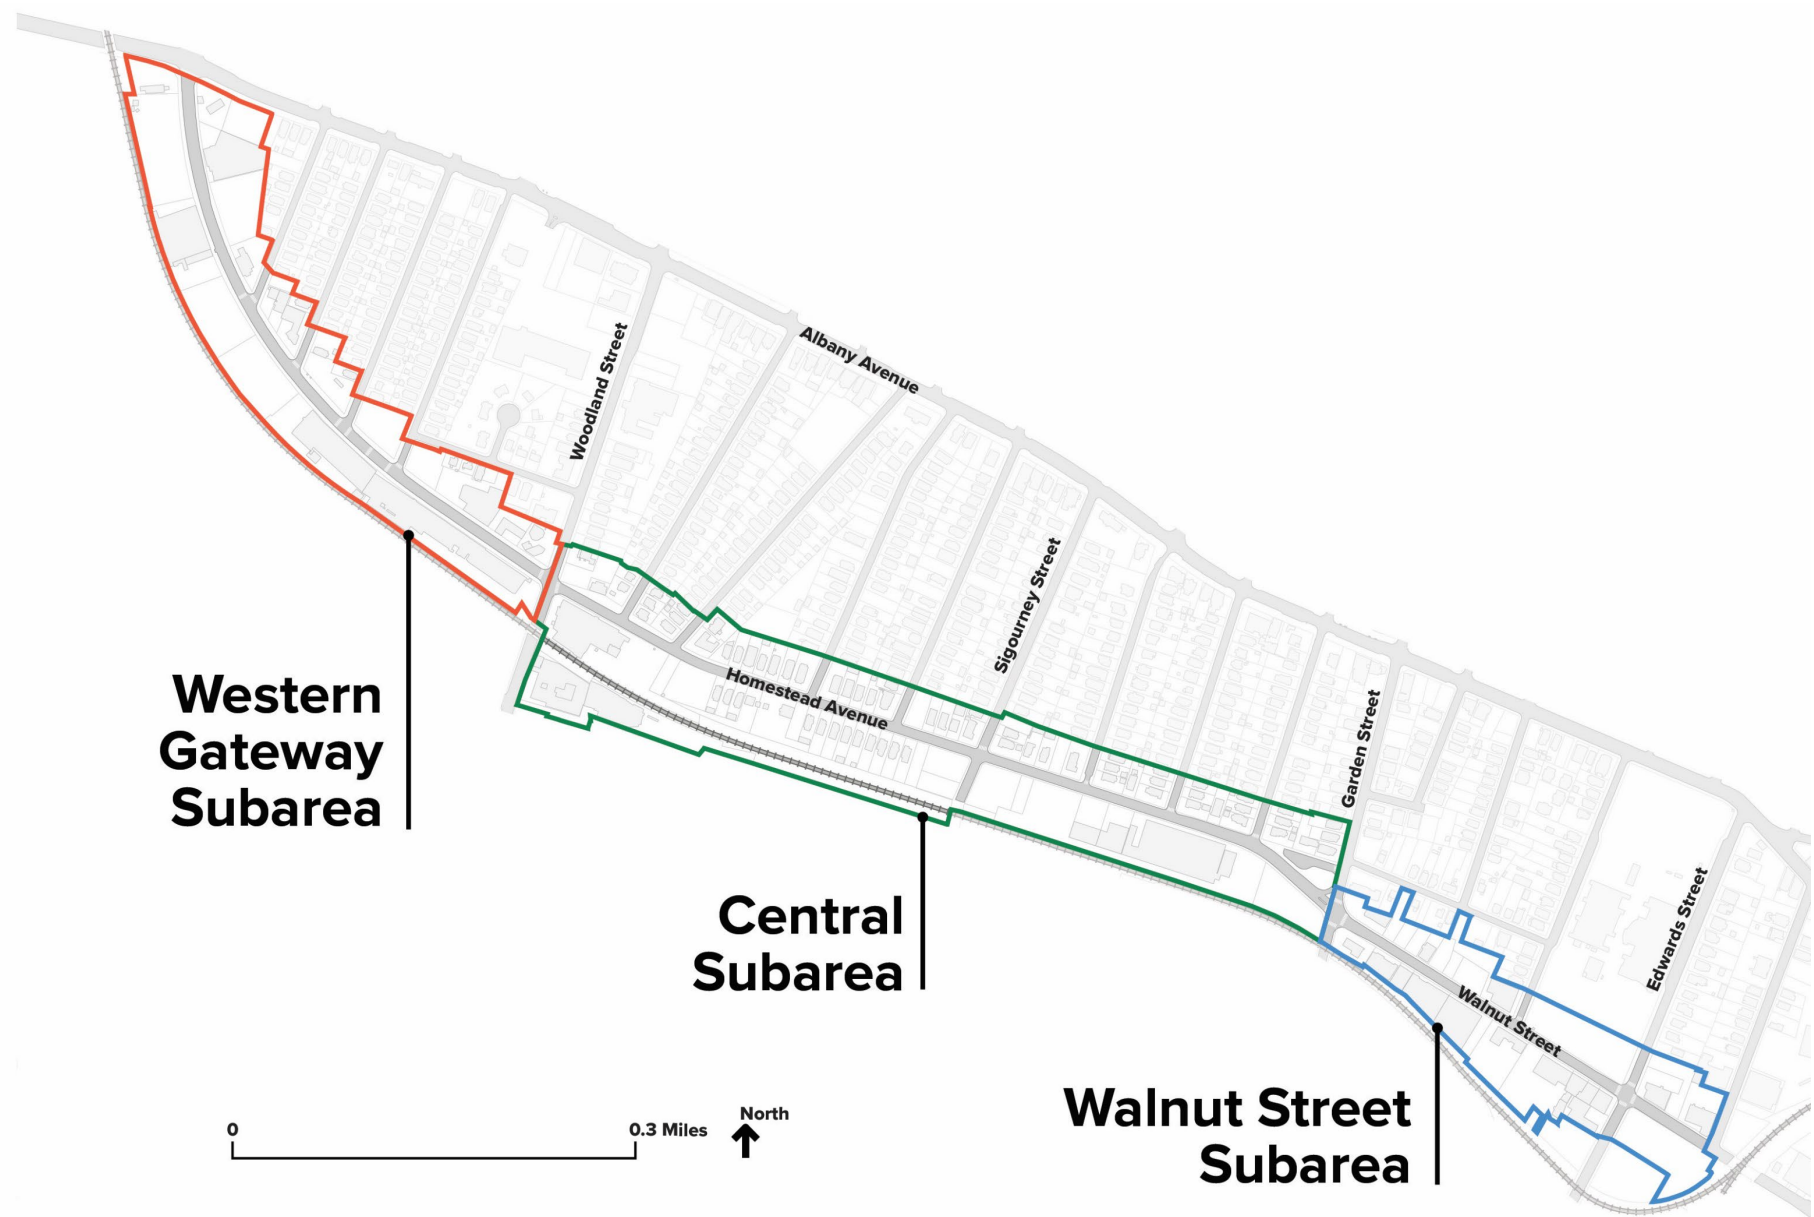 Albany Avenue
Woodland Street
Sigourney Street
Homestead Avenue
Garden Street
Edwards Street
Walnut Street
Western
Gateway
Subarea
Central
Subarea
Walnut Street
Subarea
0
0.3 Miles
North